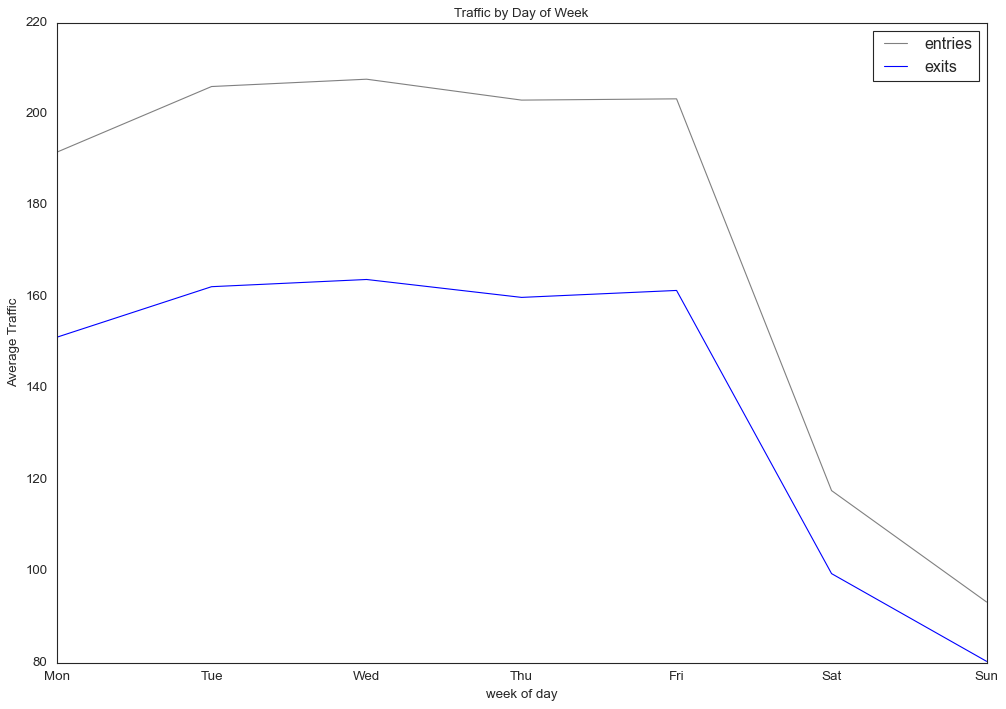 Traffic by Day of Week
entries
exits
220
200
180
160
140
120
100
80
Average Traffic
Mon Tue Wed Thu Fri Sat Sun
week of day